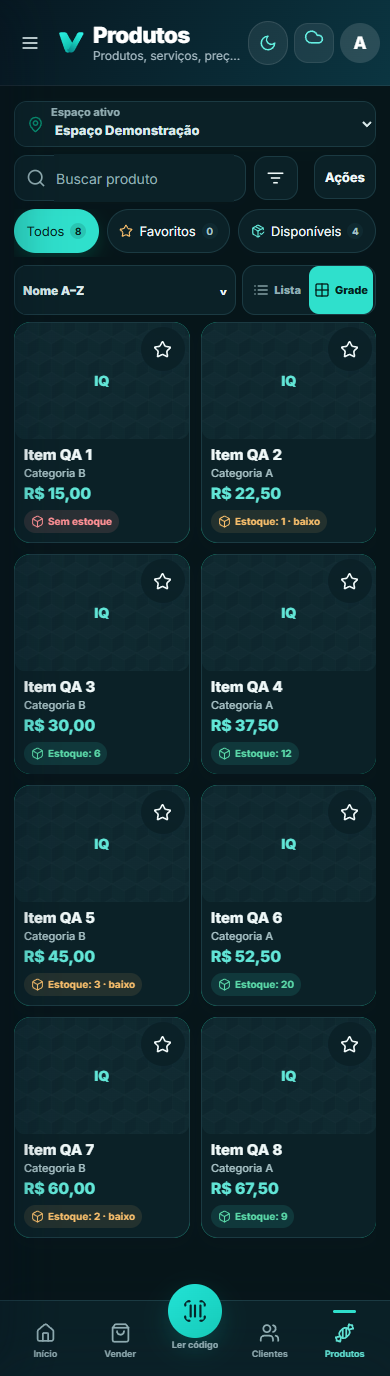 Produtos
Produtos, serviços, preç...
A
Espaço ativo
Espaço Demonstração
Buscar produto
Ações
Todos 8
Favoritos 0
Disponíveis 4
Nome A–Z
Lista
Grade
IQ
IQ
Item QA 1
Categoria B
R$ 15,00
Sem estoque
Item QA 2
Categoria A
R$ 22,50
Estoque: 1 · baixo
IQ
IQ
Item QA 3
Categoria B
R$ 30,00
Estoque: 6
Item QA 4
Categoria A
R$ 37,50
Estoque: 12
IQ
IQ
Item QA 5
Categoria B
R$ 45,00
Estoque: 3 · baixo
Item QA 6
Categoria A
R$ 52,50
Estoque: 20
IQ
IQ
Item QA 7
Categoria B
R$ 60,00
Estoque: 2 · baixo
Item QA 8
Categoria A
R$ 67,50
Estoque: 9
Início
Vender
Ler código
Clientes
Produtos